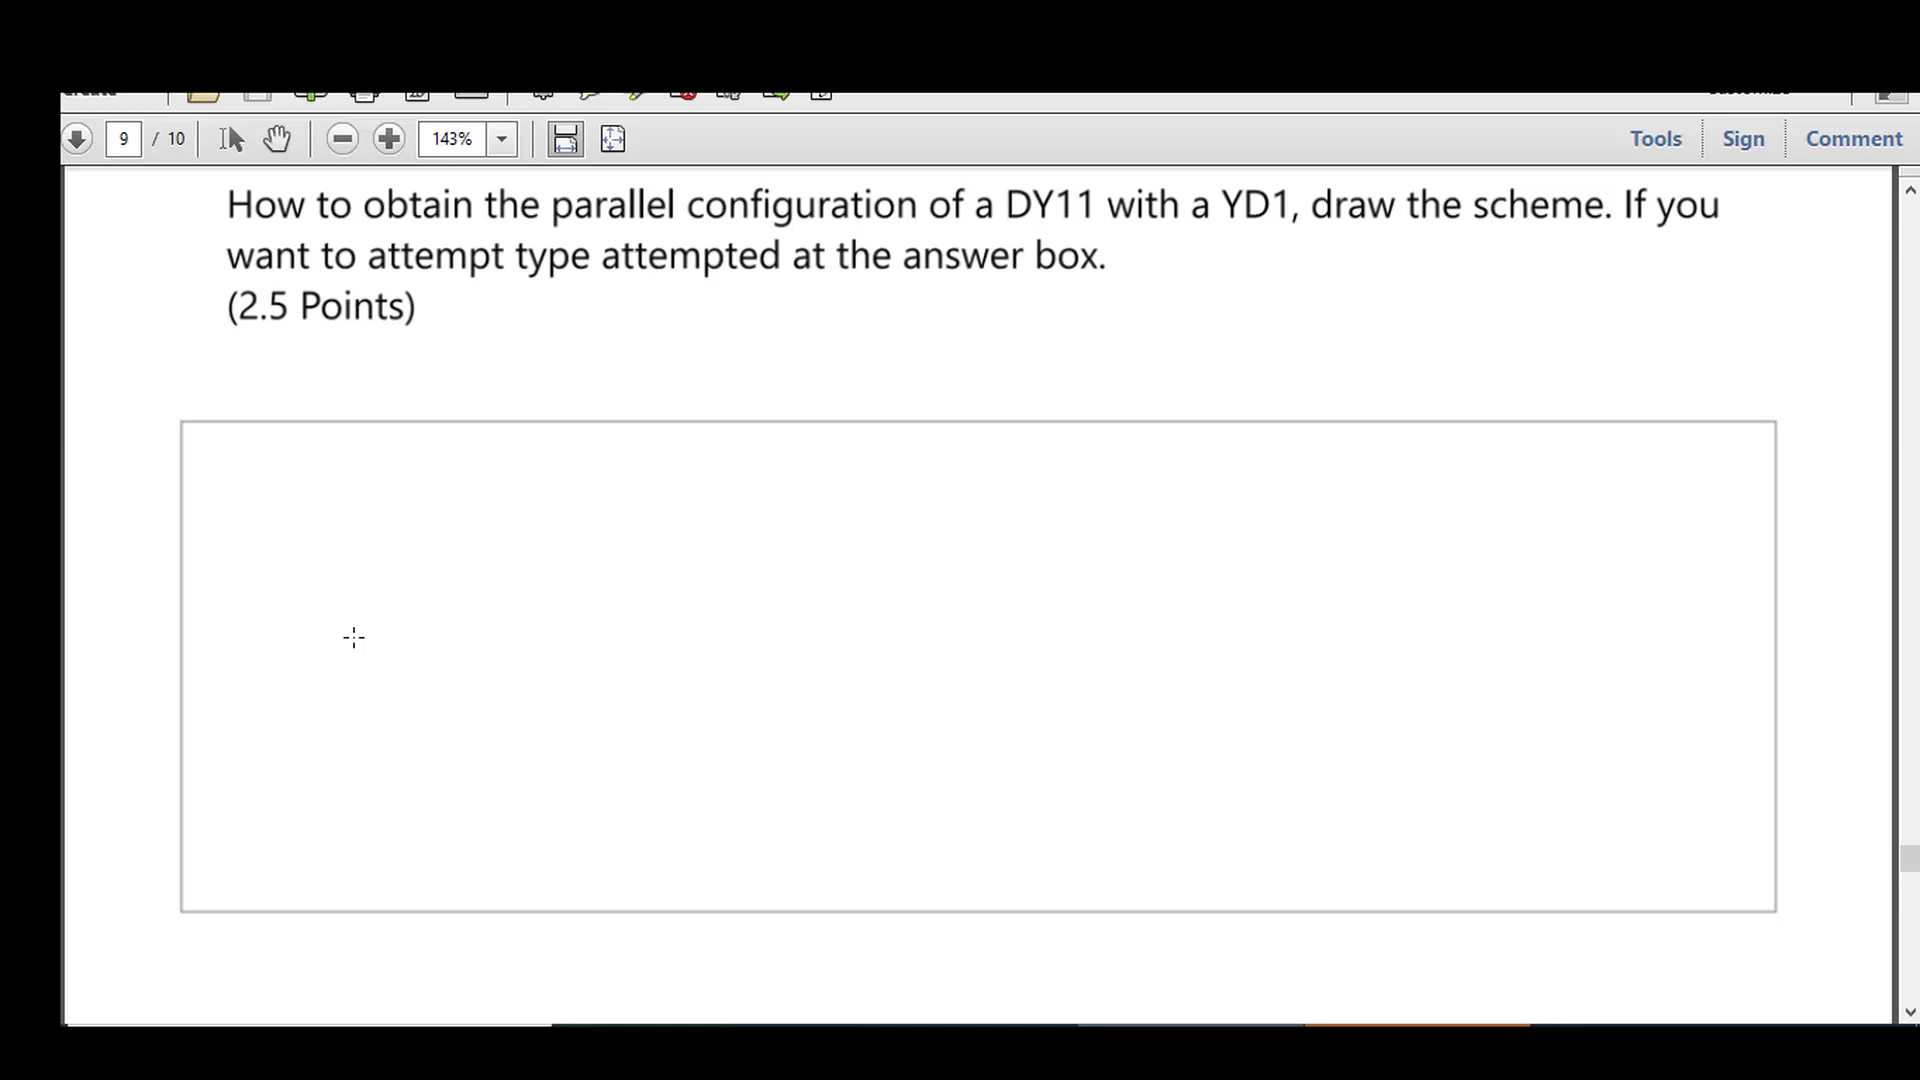 9 / 10 143% Tools Sign Comment
How to obtain the parallel configuration of a DY11 with a YD1, draw the scheme. If you
want to attempt type attempted at the answer box.
(2.5 Points)